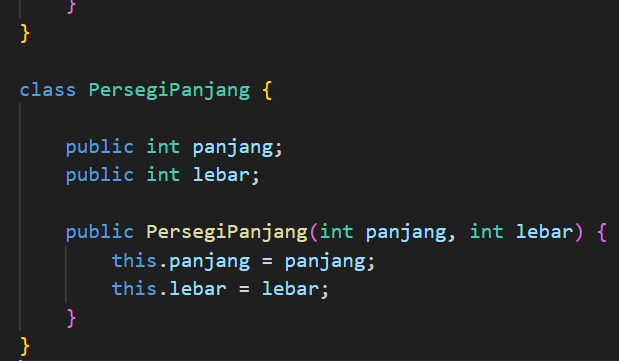 }
}
class PersegiPanjang {
public int panjang;
public int lebar;
public PersegiPanjang(int panjang, int lebar) {
this.panjang = panjang;
this.lebar = lebar;
}
}